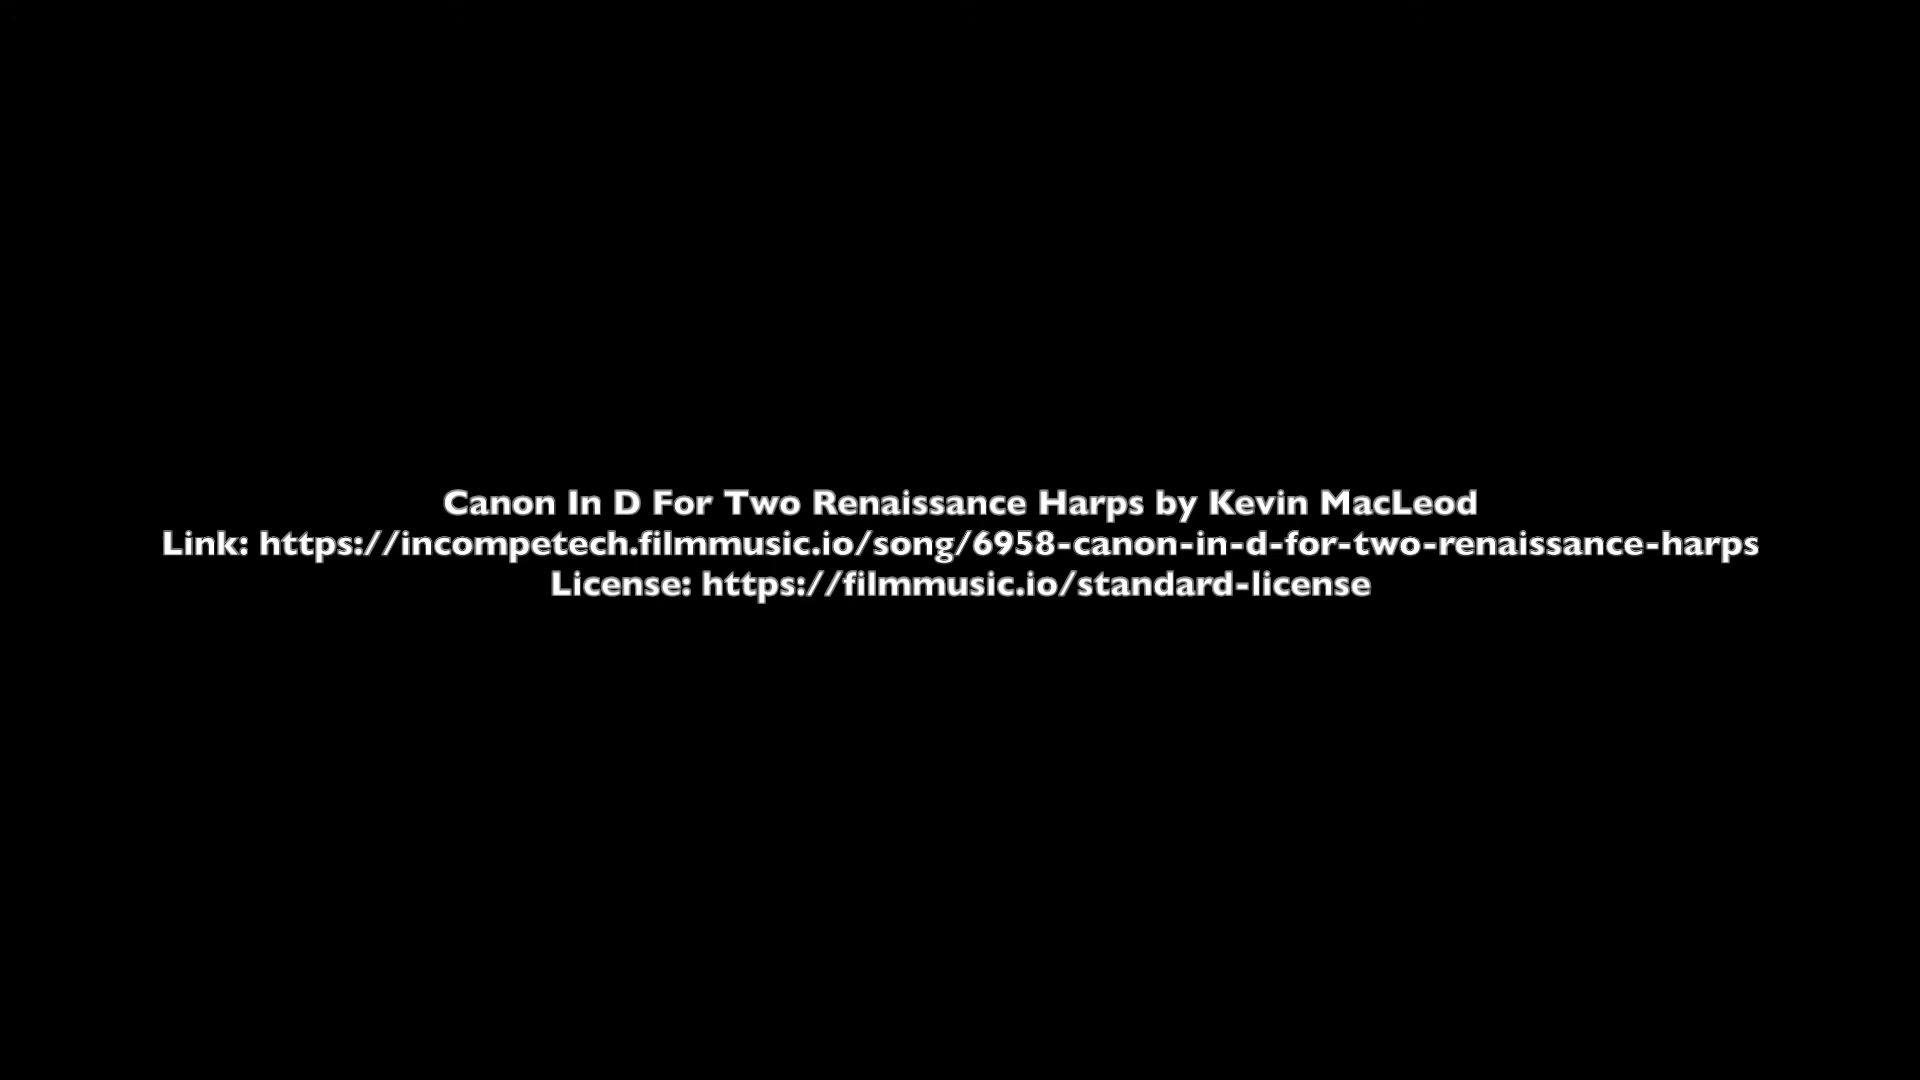 Canon In D For Two Renaissance Harps by Kevin MacLeod
Link: https://incompetech.filmmusic.io/song/6958-canon-in-d-for-two-renaissance-harps
License: https://filmmusic.io/standard-license